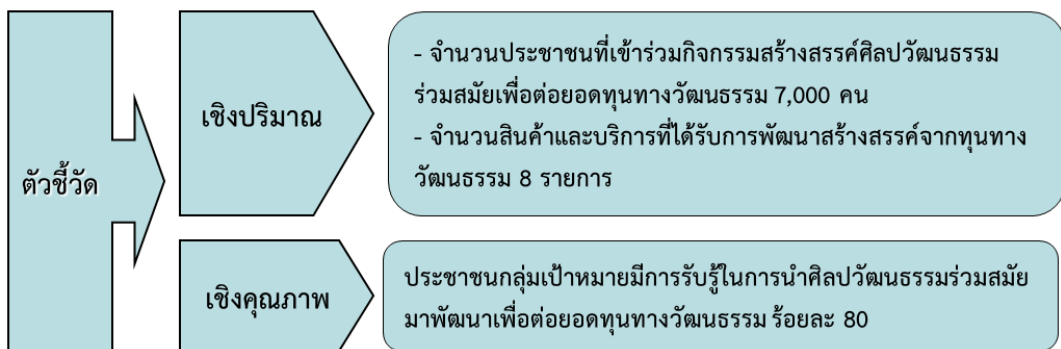 ตัวชี้วัด
เชิงปริมาณ
- จำนวนประชาชนที่เข้าร่วมกิจกรรมสร้างสรรค์ศิลปวัฒนธรรม
ร่วมสมัยเพื่อต่อยอดทุนทางวัฒนธรรม 7,000 คน
- จำนวนสินค้าและบริการที่ได้รับการพัฒนาสร้างสรรค์จากทุนทาง
วัฒนธรรม 8 รายการ
เชิงคุณภาพ
ประชาชนกลุ่มเป้าหมายมีการรับรู้ในการนำศิลปวัฒนธรรมร่วมสมัย
มาพัฒนาเพื่อต่อยอดทุนทางวัฒนธรรม ร้อยละ 80